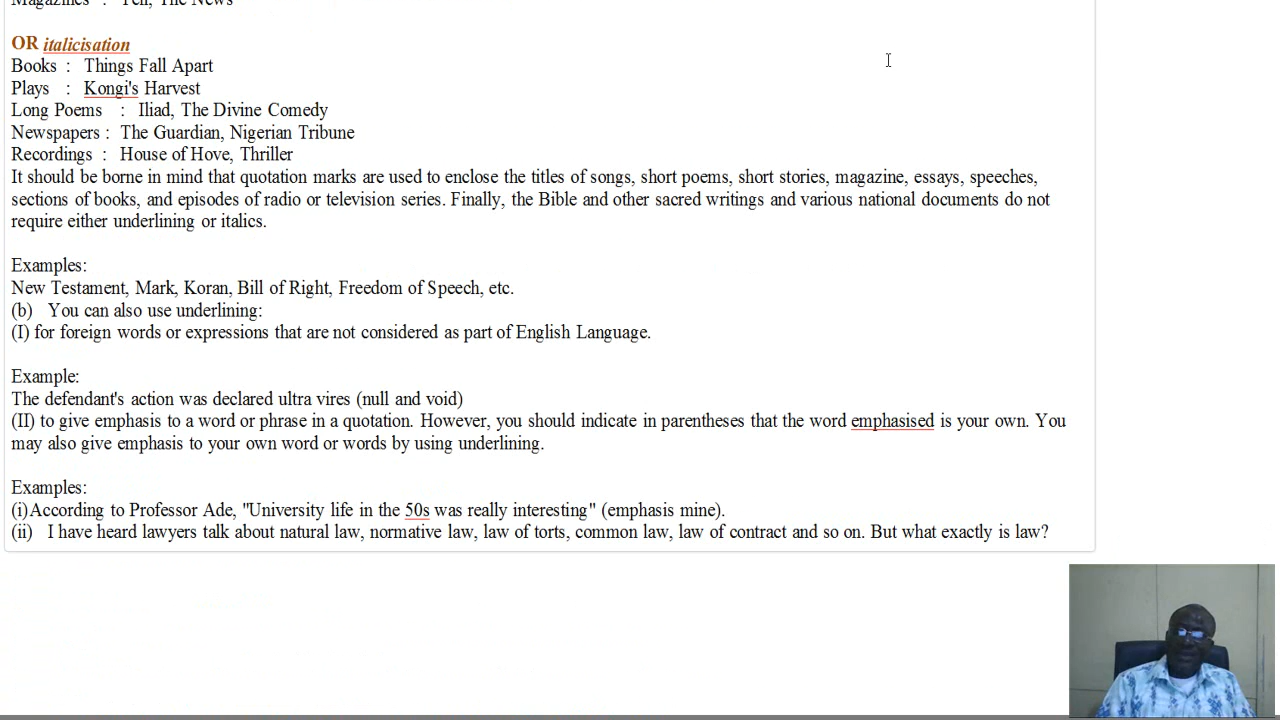 Magazines : Tell, The News
OR italicisation
Books : Things Fall Apart
Plays : Kongi's Harvest
Long Poems : Iliad, The Divine Comedy
Newspapers : The Guardian, Nigerian Tribune
Recordings : House of Hove, Thriller
It should be borne in mind that quotation marks are used to enclose the titles of songs, short poems, short stories, magazine, essays, speeches,
sections of books, and episodes of radio or television series. Finally, the Bible and other sacred writings and various national documents do not
require either underlining or italics.
Examples:
New Testament, Mark, Koran, Bill of Right, Freedom of Speech, etc.
(b) You can also use underlining:
(I) for foreign words or expressions that are not considered as part of English Language.
Example:
The defendant's action was declared ultra vires (null and void)
(II) to give emphasis to a word or phrase in a quotation. However, you should indicate in parentheses that the word emphasised is your own. You
may also give emphasis to your own word or words by using underlining.
Examples:
(i)According to Professor Ade, "University life in the 50s was really interesting" (emphasis mine).
(ii) I have heard lawyers talk about natural law, normative law, law of torts, common law, law of contract and so on. But what exactly is law?